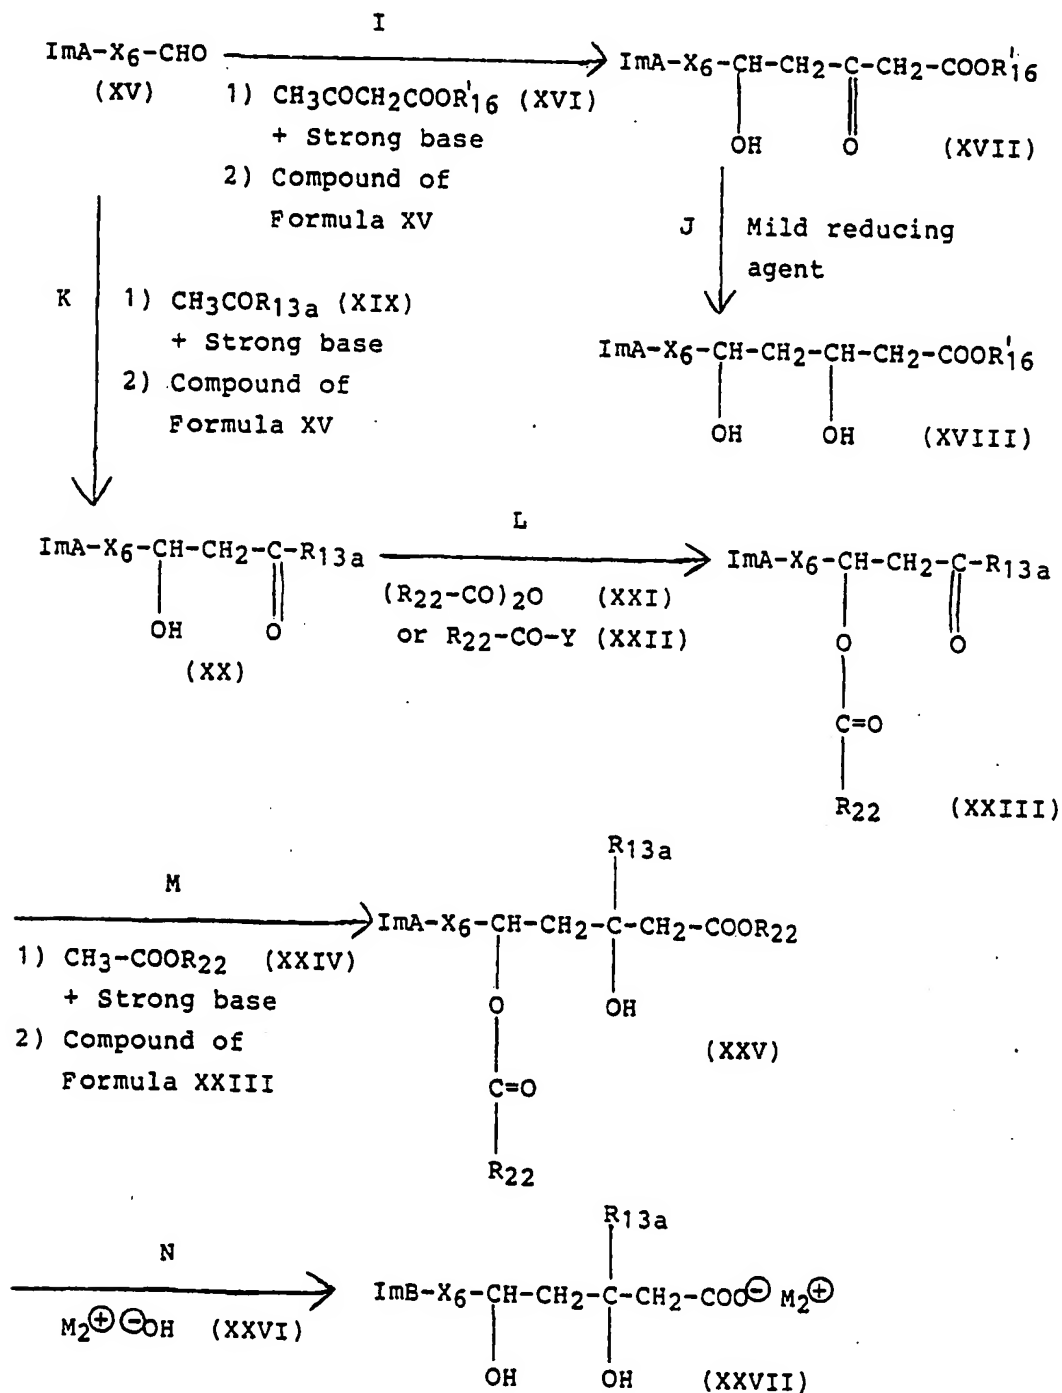 I
ImA-X6-CHO
(XV)
1) CH3COCH2COOR'16 (XVI)
+ Strong base
2) Compound of
Formula XV
ImA-X6-CH-CH2-C-CH2-COOR'16
OH O (XVII)
J Mild reducing
agent
K 1) CH3COR13a (XIX)
+ Strong base
2) Compound of
Formula XV
ImA-X6-CH-CH2-CH-CH2-COOR'16
OH OH (XVIII)
ImA-X6-CH-CH2-C-R13a
OH O
(XX)
L
(R22-CO)2O (XXI)
or R22-CO-Y (XXII)
ImA-X6-CH-CH2-C-R13a
O O
C=O
R22 (XXIII)
M
1) CH3-COOR22 (XXIV)
+ Strong base
2) Compound of
Formula XXIII
R13a
ImA-X6-CH-CH2-C-CH2-COOR22
O OH
(XXV)
C=O
R22
N
M2⊕ ⊖OH (XXVI)
R13a
ImB-X6-CH-CH2-C-CH2-COO⊖ M2⊕
OH OH (XXVII)